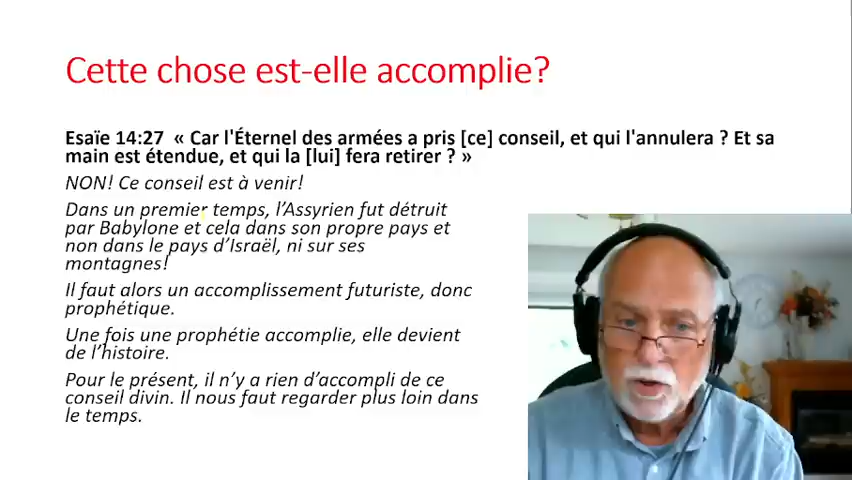 Cette chose est-elle accomplie?
Esaïe 14:27 « Car l'Éternel des armées a pris [ce] conseil, et qui l'annulera ? Et sa
main est étendue, et qui la [lui] fera retirer ? »
NON! Ce conseil est à venir!
Dans un premier temps, l’Assyrien fut détruit
par Babylone et cela dans son propre pays et
non dans le pays d’Israël, ni sur ses
montagnes!
Il faut alors un accomplissement futuriste, donc
prophétique.
Une fois une prophétie accomplie, elle devient
de l’histoire.
Pour le présent, il n’y a rien d’accompli de ce
conseil divin. Il nous faut regarder plus loin dans
le temps.